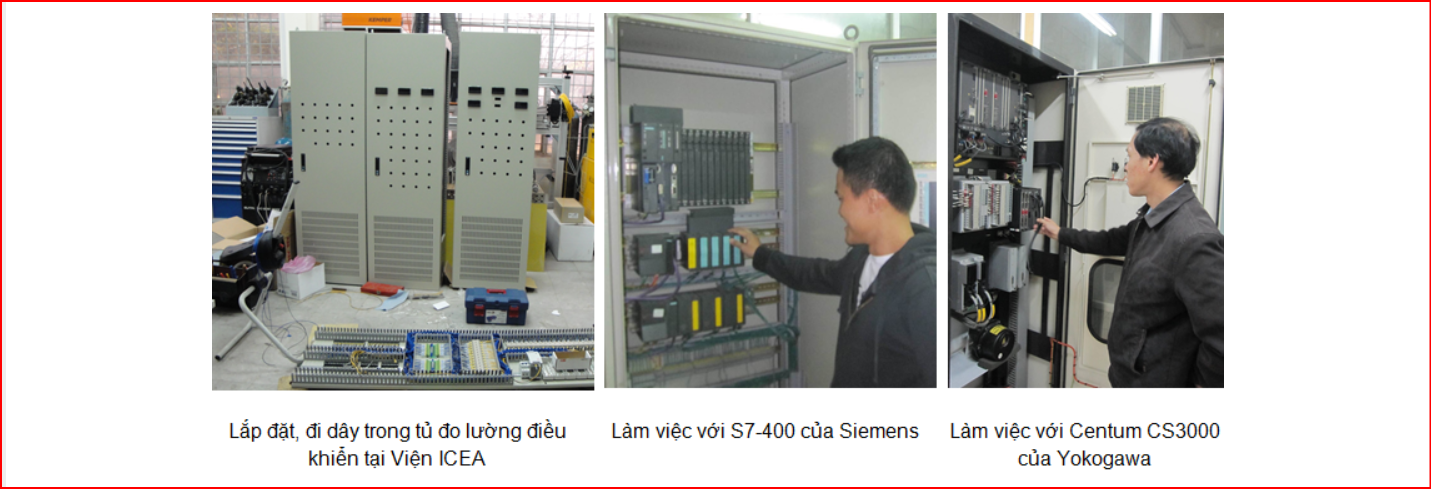 KEMPER
Lắp đặt, đi dây trong tủ đo lường điều
khiển tại Viện ICEA
Làm việc với S7-400 của Siemens
Làm việc với Centum CS3000
của Yokogawa